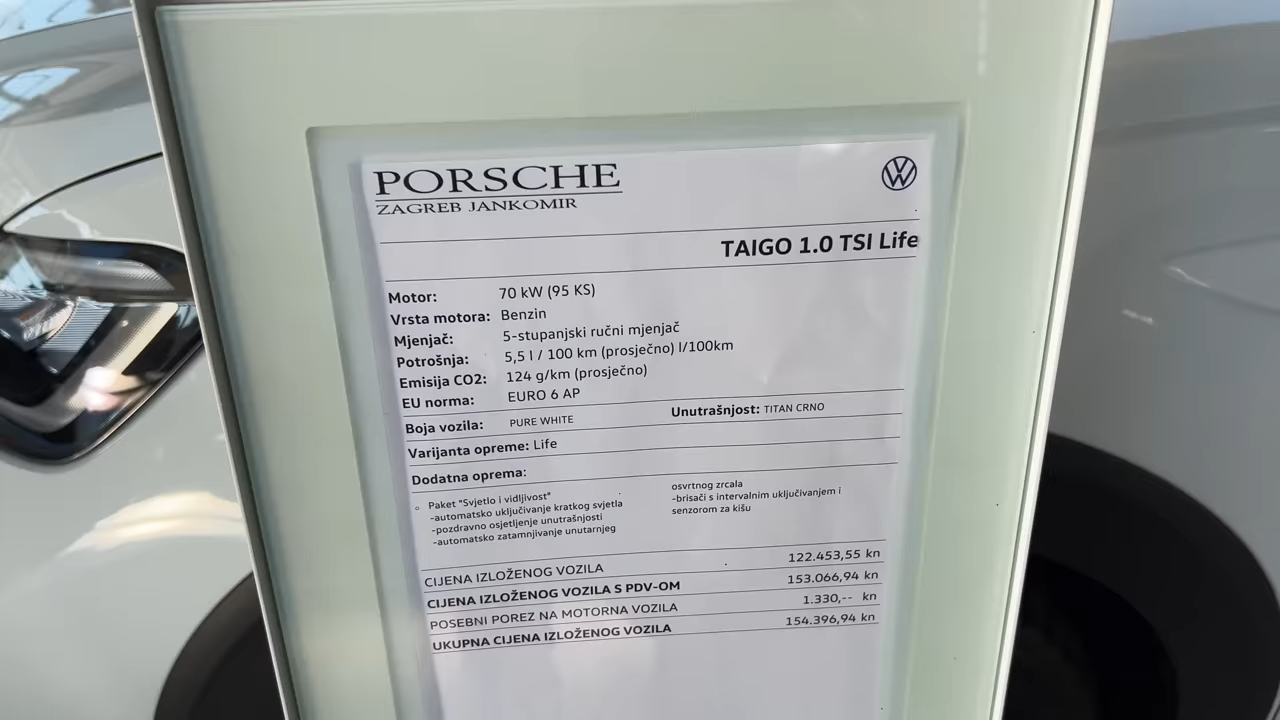 PORSCHE
ZAGREB JANKOMIR
TAIGO 1.0 TSI Life
Motor: 70 kW (95 KS)
Vrsta motora: Benzin
Mjenjač: 5-stupanjski ručni mjenjač
Potrošnja: 5,5 l / 100 km (prosječno) l/100km
Emisija CO2: 124 g/km (prosječno)
EU norma: EURO 6 AP
Boja vozila: PURE WHITE Unutrašnjost: TITAN CRNO
Varijanta opreme: Life
Dodatna oprema:
Paket "Svjetlo i vidljivost"
-automatsko uključivanje kratkog svjetla
-pozdravno osjetljenje unutrašnjosti
-automatsko zatamnjivanje unutarnjeg
osvrtnog zrcala
-brisači s intervalnim uključivanjem i
senzorom za kišu
CIJENA IZLOŽENOG VOZILA 122.453,55 kn
CIJENA IZLOŽENOG VOZILA S PDV-OM 153.066,94 kn
POSEBNI POREZ NA MOTORNA VOZILA 1.330,-- kn
UKUPNA CIJENA IZLOŽENOG VOZILA 154.396,94 kn